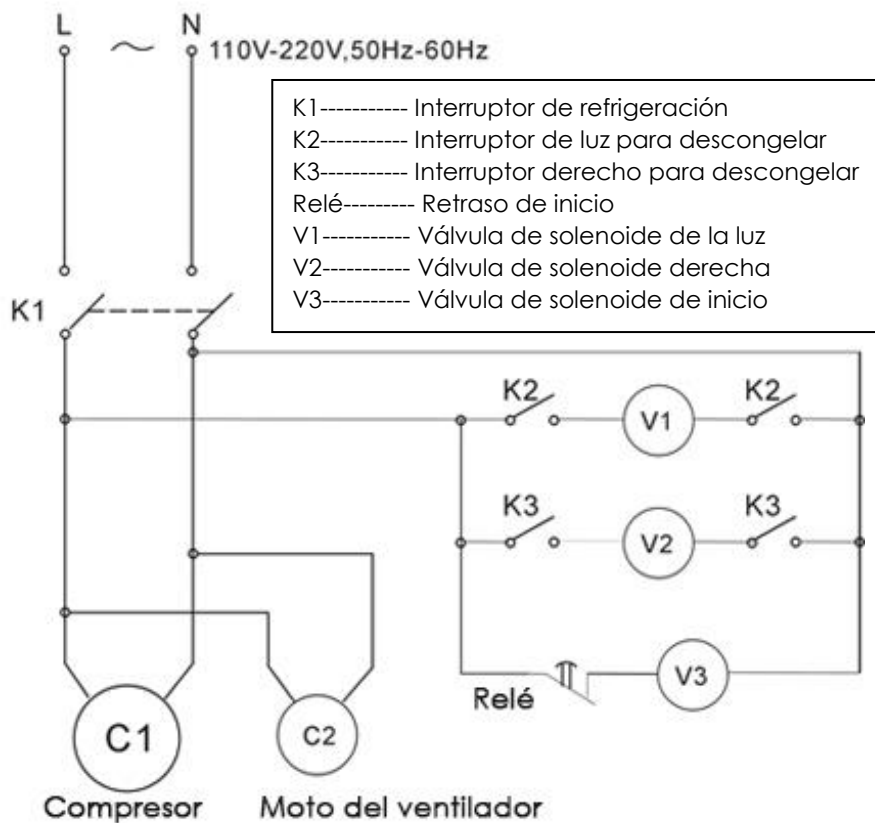 L ~ N
110V-220V,50Hz-60Hz
K1----------- Interruptor de refrigeración
K2----------- Interruptor de luz para descongelar
K3----------- Interruptor derecho para descongelar
Relé--------- Retraso de inicio
V1----------- Válvula de solenoide de la luz
V2----------- Válvula de solenoide derecha
V3----------- Válvula de solenoide de inicio
K1
K2 V1 K2
K3 V2 K3
Relé V3
C1 C2
Compresor Moto del ventilador